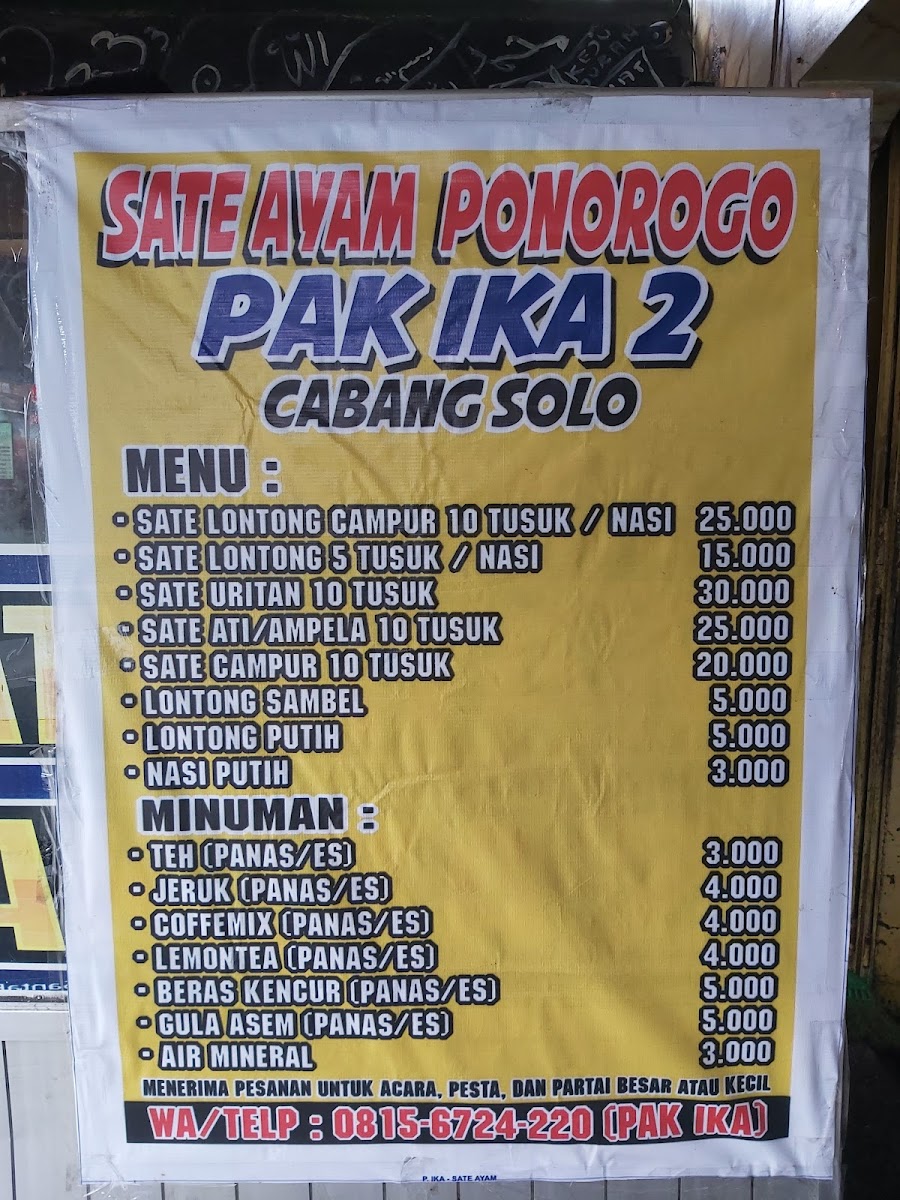 KEJU
SATE AYAM PONOROGO
PAK IKA 2
CABANG SOLO
MENU :
• SATE LONTONG CAMPUR 10 TUSUK / NASI 25.000
• SATE LONTONG 5 TUSUK / NASI 15.000
• SATE URITAN 10 TUSUK 30.000
• SATE ATI/AMPELA 10 TUSUK 25.000
• SATE CAMPUR 10 TUSUK 20.000
• LONTONG SAMBEL 5.000
• LONTONG PUTIH 5.000
• NASI PUTIH 3.000
MINUMAN :
• TEH (PANAS/ES) 3.000
• JERUK (PANAS/ES) 4.000
• COFFEMIX (PANAS/ES) 4.000
• LEMONTEA (PANAS/ES) 4.000
• BERAS KENCUR (PANAS/ES) 5.000
• GULA ASEM (PANAS/ES) 5.000
• AIR MINERAL 3.000
MENERIMA PESANAN UNTUK ACARA, PESTA, DAN PARTAI BESAR ATAU KECIL
WA/TELP : 0815-6724-220 (PAK IKA)
P. IKA - SATE AYAM